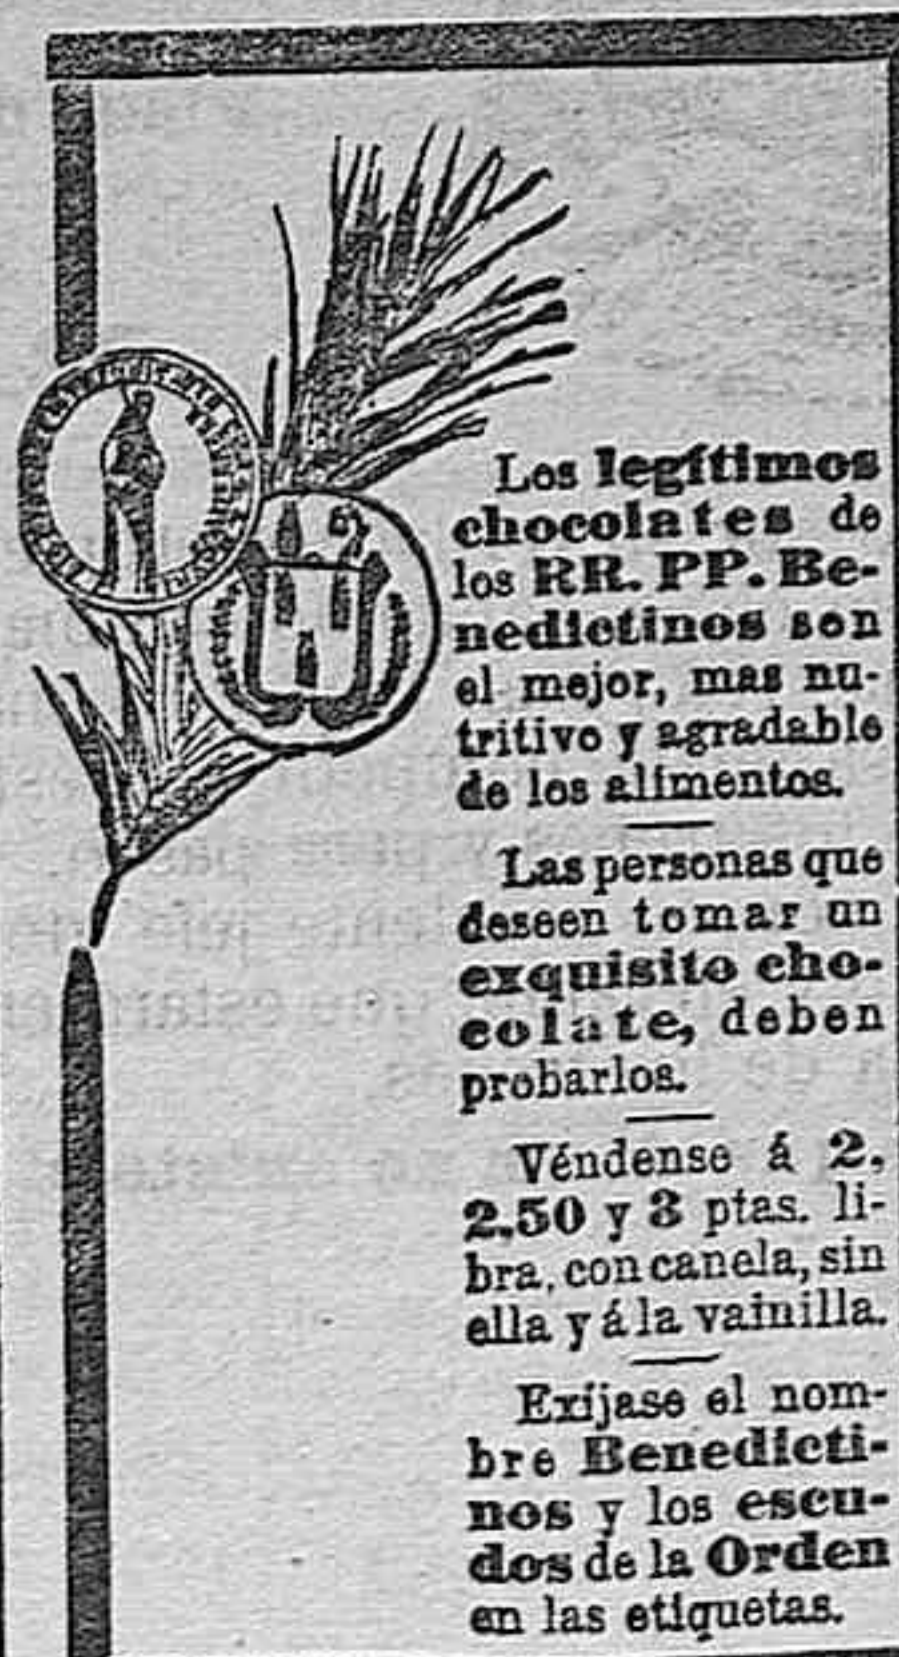 Los legítimos
chocolates de
los RR. PP. Be-
nedictinos son
el mejor, mas nu-
tritivo y agradable
de los alimentos.
Las personas que
deseen tomar un
exquisito cho-
colate, deben
probarlos.
Véndense á 2,
2.50 y 3 ptas. li-
bra, con canela, sin
ella y á la vainilla.
Exíjase el nom-
bre Benedicti-
nos y los escu-
dos de la Orden
en las etiquetas.